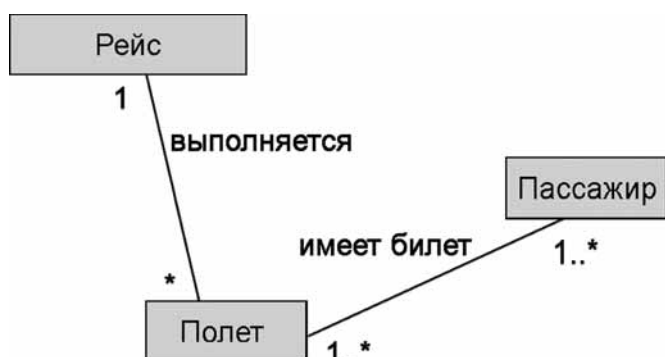 Рейс
1
выполняется
Пассажир
имеет билет
1..*
*
Полет
1..*